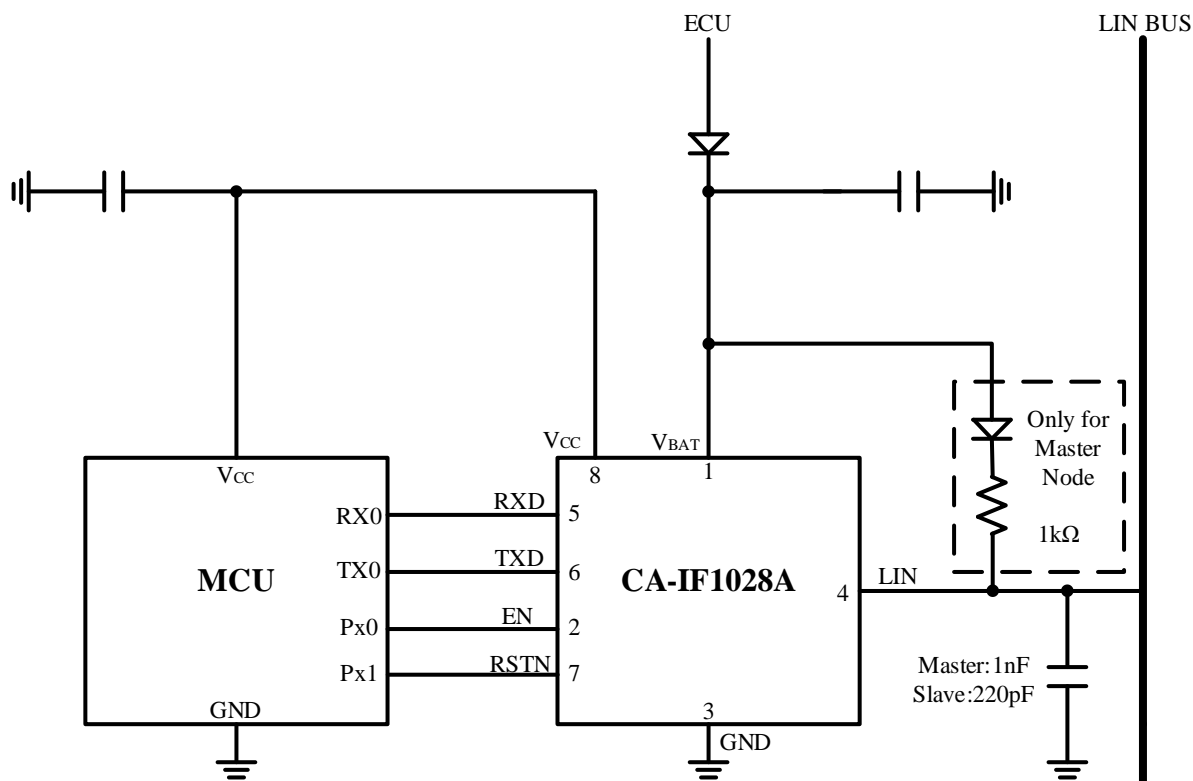 ECU
LIN BUS
VCC
VBAT
8
1
VCC
Only for
Master
Node
1kΩ
RX0
RXD
5
TX0
TXD
6
MCU
CA-IF1028A
4
LIN
Px0
EN
2
Px1
RSTN
7
GND
3
GND
Master:1nF
Slave:220pF